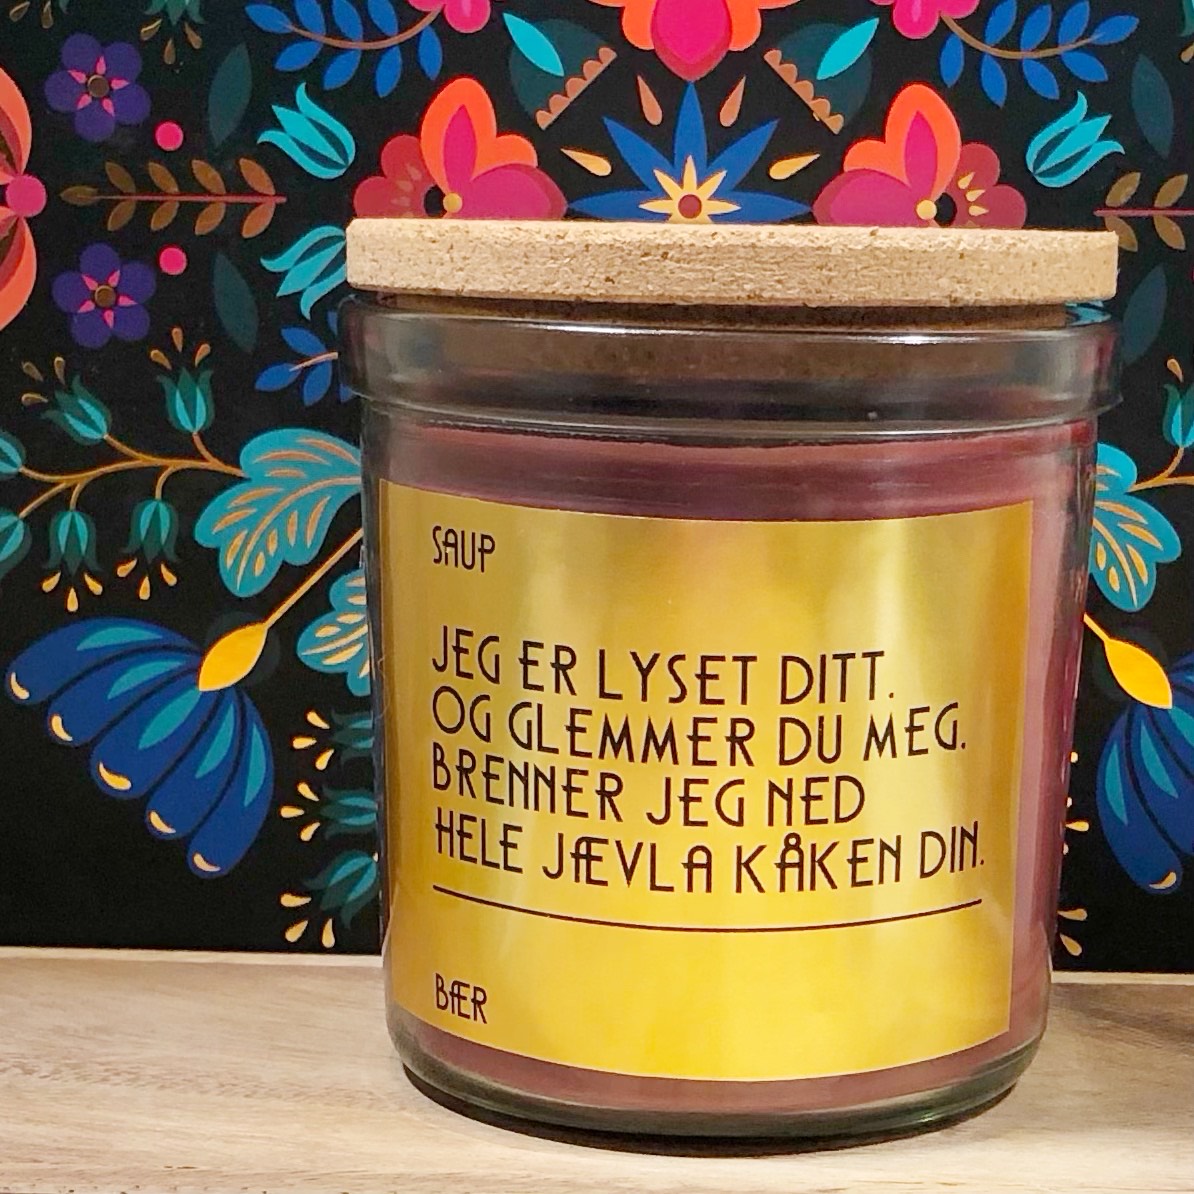 SAUP
JEG ER LYSET DITT.
OG GLEMMER DU MEG.
BRENNER JEG NED
HELE JÆVLA KÅKEN DIN.
BÆR